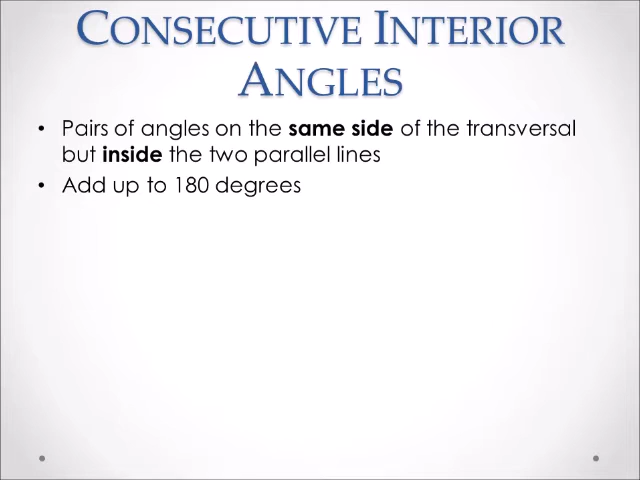 CONSECUTIVE INTERIOR
ANGLES
• Pairs of angles on the same side of the transversal
but inside the two parallel lines
• Add up to 180 degrees